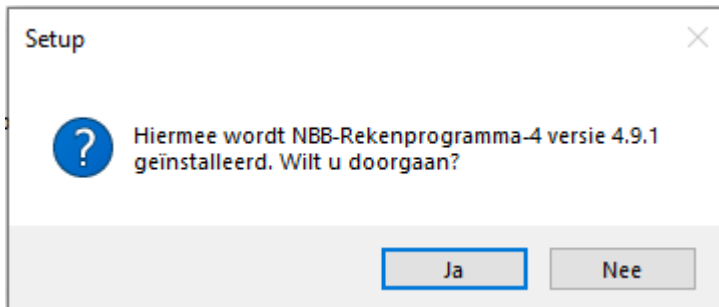 Setup
Hiermee wordt NBB-Rekenprogramma-4 versie 4.9.1
geïnstalleerd. Wilt u doorgaan?
Ja
Nee